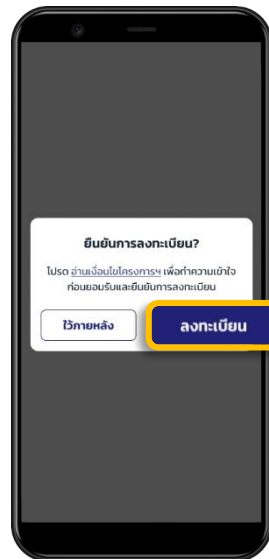 ยืนยันการลงทะเบียน?
โปรด อ่านเงื่อนไขโครงการฯ เพื่อทำความเข้าใจ
ก่อนยอมรับและยืนยันการลงทะเบียน
ไว้ภายหลัง
ลงทะเบียน